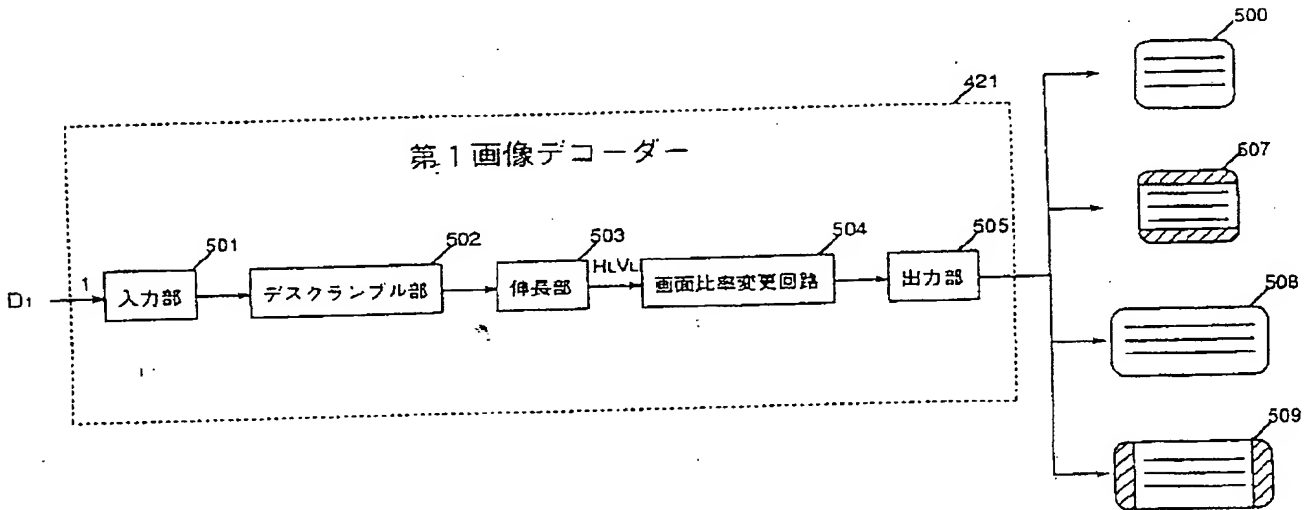 500
421
第1画像デコーダー
507
501
502
503
504
505
D1
1
入力部
デスクランブル部
伸長部
HLVL
画面比率変更回路
出力部
508
509